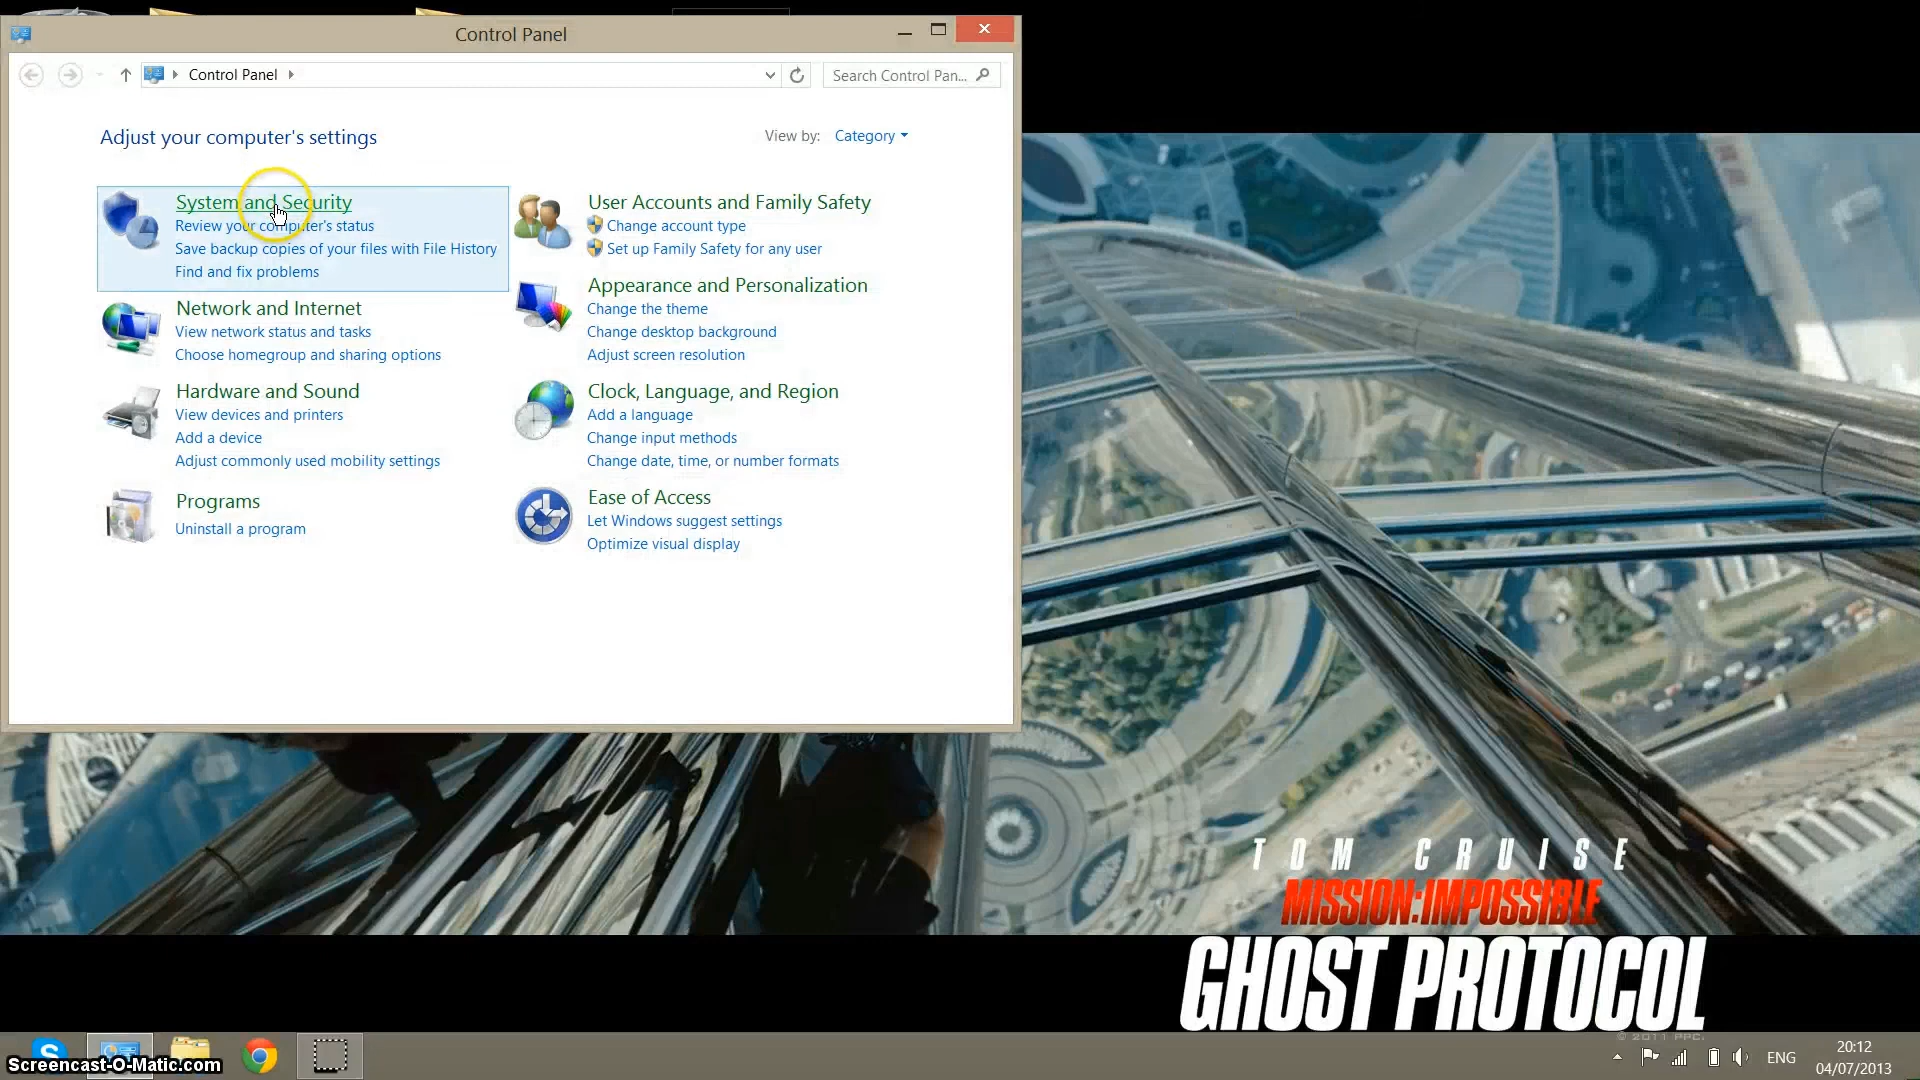 Control Panel
Control Panel
Search Control Pan...
Adjust your computer's settings
View by: Category
System and Security
Review your computer's status
Save backup copies of your files with File History
Find and fix problems
Network and Internet
View network status and tasks
Choose homegroup and sharing options
Hardware and Sound
View devices and printers
Add a device
Adjust commonly used mobility settings
Programs
Uninstall a program
User Accounts and Family Safety
Change account type
Set up Family Safety for any user
Appearance and Personalization
Change the theme
Change desktop background
Adjust screen resolution
Clock, Language, and Region
Add a language
Change input methods
Change date, time, or number formats
Ease of Access
Let Windows suggest settings
Optimize visual display
TOM CRUISE
MISSION:IMPOSSIBLE
GHOST PROTOCOL
© 2011 PPC.
Screencast-O-Matic.com
ENG
20:12
04/07/2013